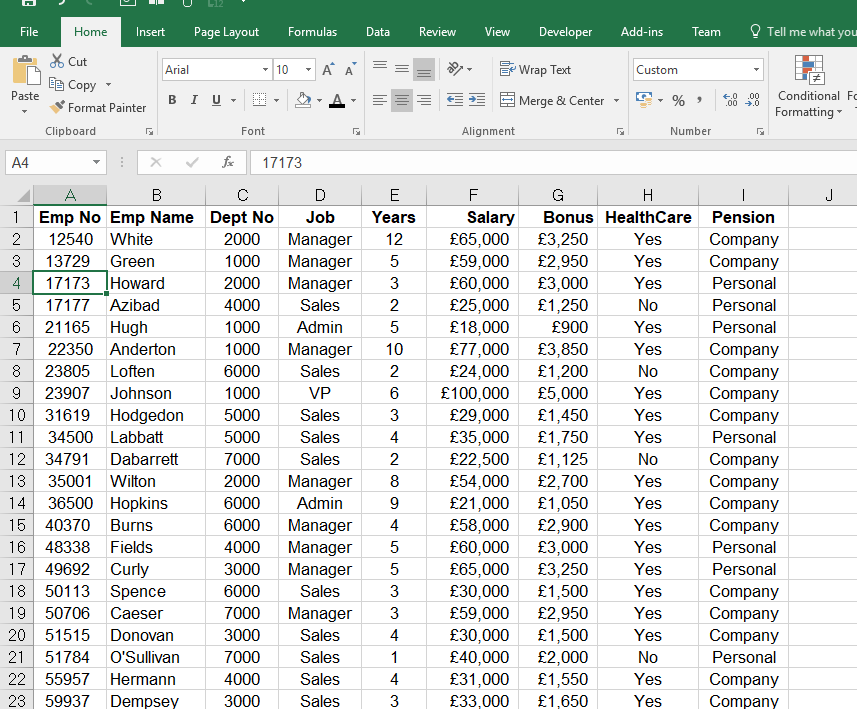 File Home Insert Page Layout Formulas Data Review View Developer Add-ins Team Tell me what you
Cut
Copy
Paste
Format Painter
Clipboard
Arial 10 A A
B I U A
Font
Wrap Text
Merge & Center
Alignment
Custom
% , .00 .0
Number
Conditional
Formatting
A4 fx 17173
A B C D E F G H I J
1 Emp No Emp Name Dept No Job Years Salary Bonus HealthCare Pension
2 12540 White 2000 Manager 12 £65,000 £3,250 Yes Company
3 13729 Green 1000 Manager 5 £59,000 £2,950 Yes Company
4 17173 Howard 2000 Manager 3 £60,000 £3,000 Yes Personal
5 17177 Azibad 4000 Sales 2 £25,000 £1,250 No Personal
6 21165 Hugh 1000 Admin 5 £18,000 £900 Yes Personal
7 22350 Anderton 1000 Manager 10 £77,000 £3,850 Yes Company
8 23805 Loften 6000 Sales 2 £24,000 £1,200 No Company
9 23907 Johnson 1000 VP 6 £100,000 £5,000 Yes Company
10 31619 Hodgedon 5000 Sales 3 £29,000 £1,450 Yes Company
11 34500 Labbatt 5000 Sales 4 £35,000 £1,750 Yes Personal
12 34791 Dabarrett 7000 Sales 2 £22,500 £1,125 No Company
13 35001 Wilton 2000 Manager 8 £54,000 £2,700 Yes Company
14 36500 Hopkins 6000 Admin 9 £21,000 £1,050 Yes Company
15 40370 Burns 6000 Manager 4 £58,000 £2,900 Yes Company
16 48338 Fields 4000 Manager 5 £60,000 £3,000 Yes Personal
17 49692 Curly 3000 Manager 5 £65,000 £3,250 Yes Company
18 50113 Spence 6000 Sales 3 £30,000 £1,500 Yes Company
19 50706 Caeser 7000 Manager 3 £59,000 £2,950 Yes Company
20 51515 Donovan 3000 Sales 4 £30,000 £1,500 Yes Company
21 51784 O'Sullivan 7000 Sales 1 £40,000 £2,000 No Personal
22 55957 Hermann 4000 Sales 4 £31,000 £1,550 Yes Company
23 59937 Dempsey 3000 Sales 3 £33,000 £1,650 Yes Company